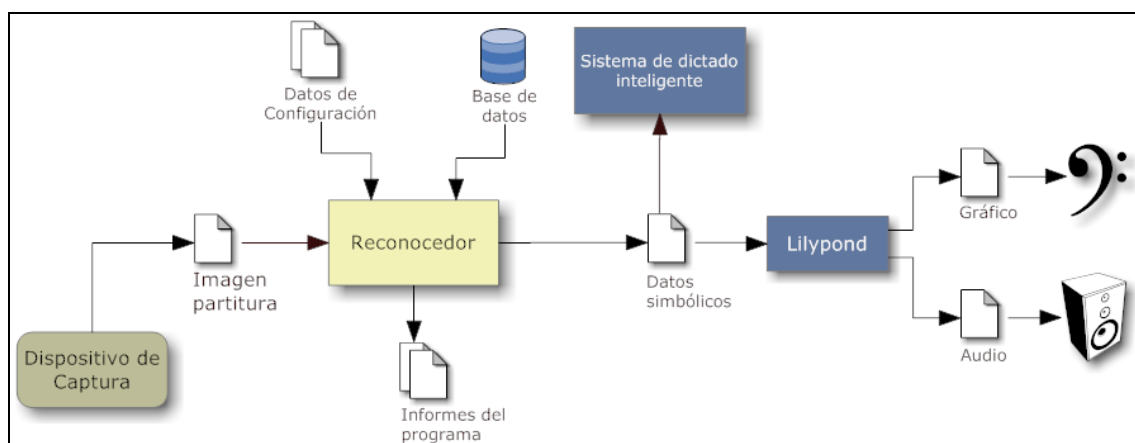 Sistema de dictado
inteligente
Datos de
Configuración
Base de
datos
Reconocedor
Imagen
partitura
Dispositivo de
Captura
Informes del
programa
Datos
simbólicos
Lilypond
Gráfico
Audio